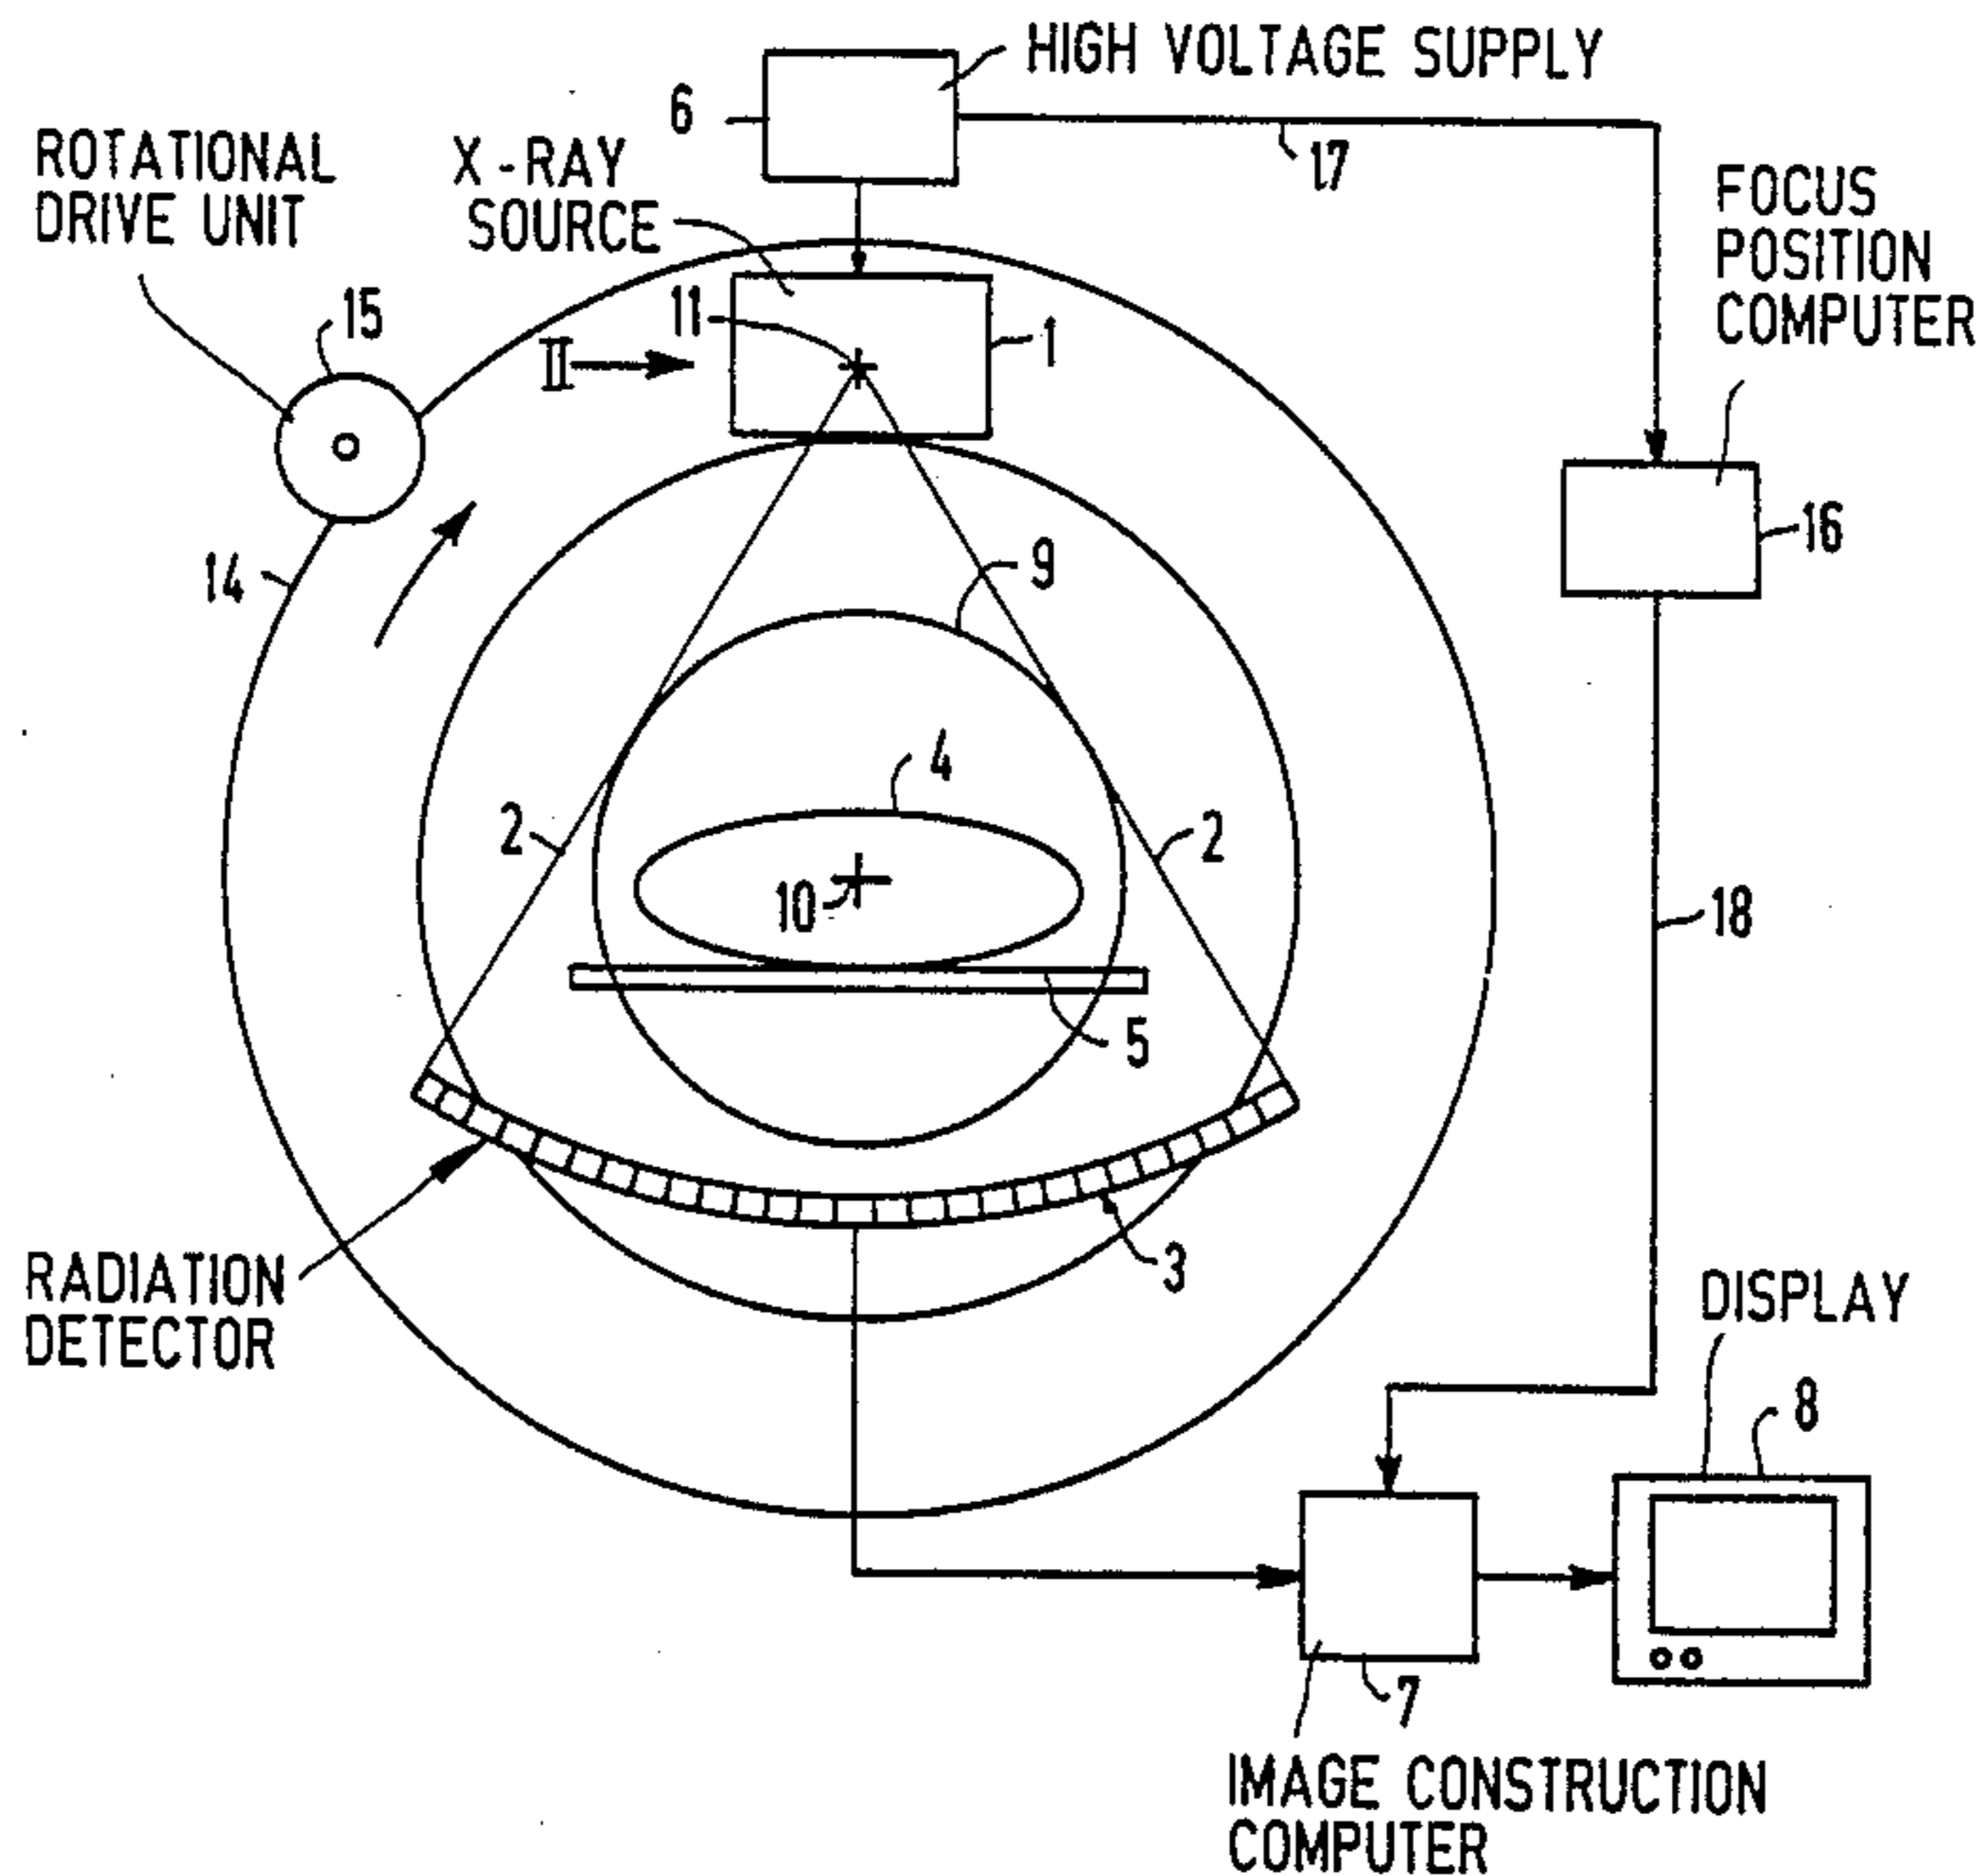 HIGH VOLTAGE SUPPLY
6
17
ROTATIONAL
DRIVE UNIT
X-RAY
SOURCE
FOCUS
POSITION
COMPUTER
15
11
1
II
16
14
9
4
2
2
10
18
5
RADIATION
DETECTOR
3
DISPLAY
8
7
IMAGE CONSTRUCTION
COMPUTER